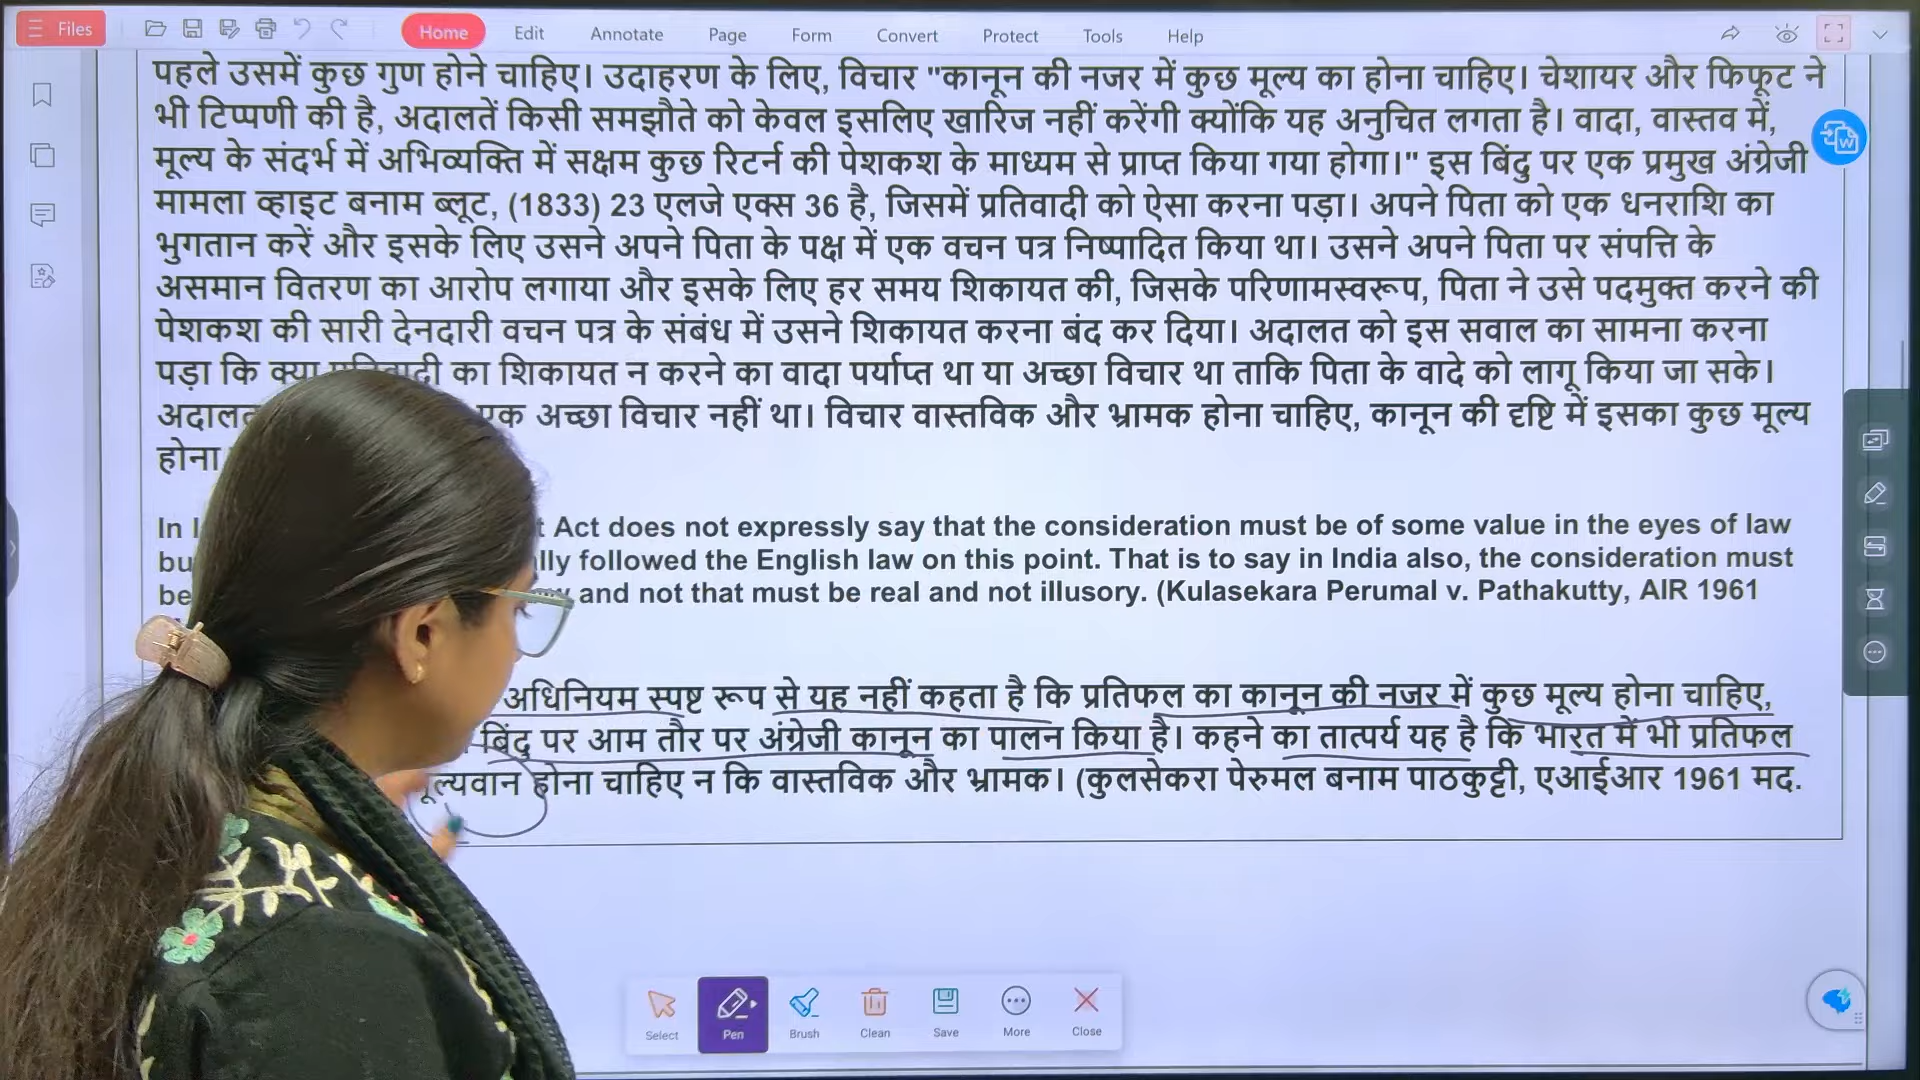 Files
Home Edit Annotate Page Form Convert Protect Tools Help
पहले उसमें कुछ गुण होने चाहिए। उदाहरण के लिए, विचार "कानून की नजर में कुछ मूल्य का होना चाहिए। चेशायर और फिफूट ने
भी टिप्पणी की है, अदालतें किसी समझौते को केवल इसलिए खारिज नहीं करेंगी क्योंकि यह अनुचित लगता है। वादा, वास्तव में,
मूल्य के संदर्भ में अभिव्यक्ति में सक्षम कुछ रिटर्न की पेशकश के माध्यम से प्राप्त किया गया होगा।" इस बिंदु पर एक प्रमुख अंग्रेजी
मामला व्हाइट बनाम ब्लूट, (1833) 23 एलजे एक्स 36 है, जिसमें प्रतिवादी को ऐसा करना पड़ा। अपने पिता को एक धनराशि का
भुगतान करें और इसके लिए उसने अपने पिता के पक्ष में एक वचन पत्र निष्पादित किया था। उसने अपने पिता पर संपत्ति के
असमान वितरण का आरोप लगाया और इसके लिए हर समय शिकायत की, जिसके परिणामस्वरूप, पिता ने उसे पदमुक्त करने की
पेशकश की सारी देनदारी वचन पत्र के संबंध में उसने शिकायत करना बंद कर दिया। अदालत को इस सवाल का सामना करना
पड़ा कि क्या का शिकायत न करने का वादा पर्याप्त था या अच्छा विचार था ताकि पिता के वादे को लागू किया जा सके।
एक अच्छा विचार नहीं था। विचार वास्तविक और भ्रामक होना चाहिए, कानून की दृष्टि में इसका कुछ मूल्य
होना
In Act does not expressly say that the consideration must be of some value in the eyes of law
followed the English law on this point. That is to say in India also, the consideration must
be and not that must be real and not illusory. (Kulasekara Perumal v. Pathakutty, AIR 1961
अधिनियम स्पष्ट रूप से यह नहीं कहता है कि प्रतिफल का कानून की नजर में कुछ मूल्य होना चाहिए,
बिंदु पर आम तौर पर अंग्रेजी कानून का पालन किया है। कहने का तात्पर्य यह है कि भारत में भी प्रतिफल
होना चाहिए न कि वास्तविक और भ्रामक। (कुलसेकरा पेरुमल बनाम पाठकुट्टी, एआईआर 1961 मद.
Select Pen Brush Clean Save More Close